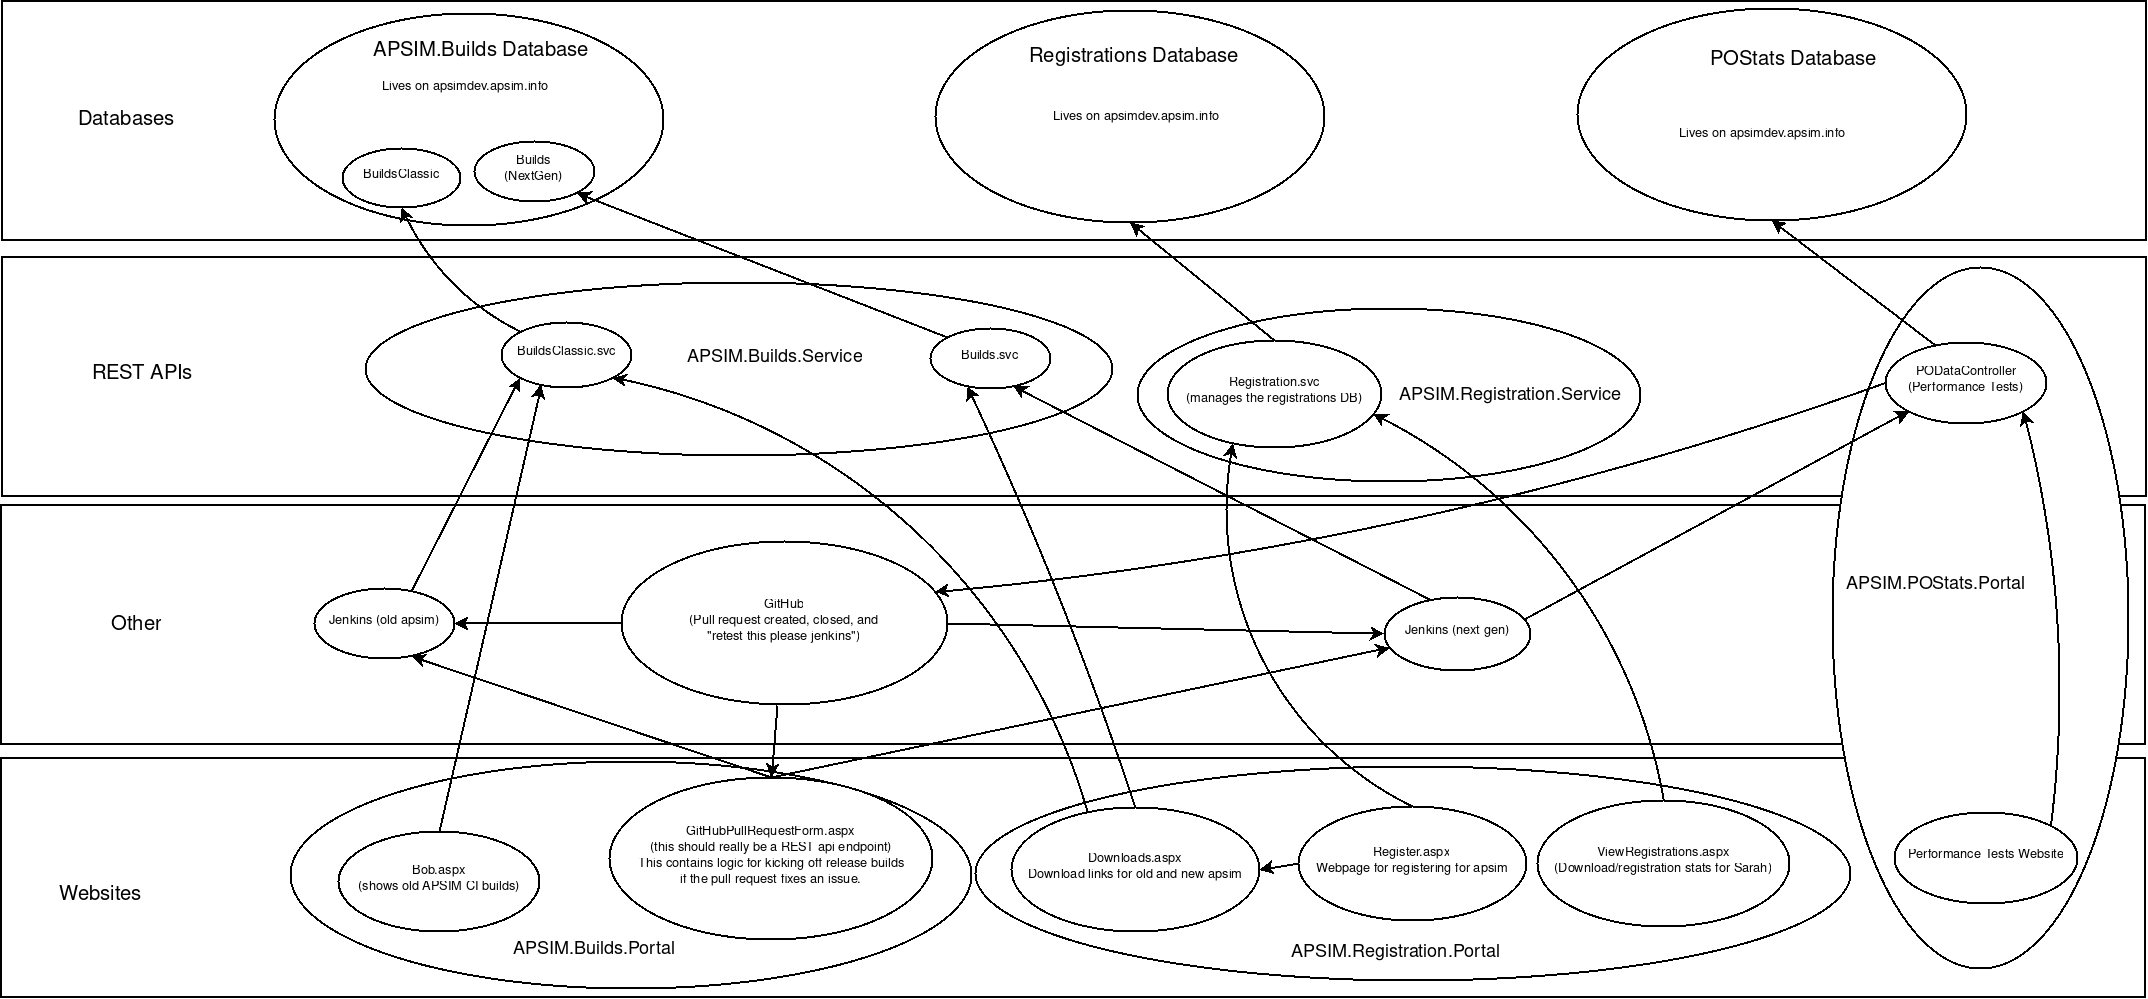 Databases
APSIM.Builds Database
Lives on apsimdev.apsim.info
BuildsClassic
Builds
(NextGen)
Registrations Database
Lives on apsimdev.apsim.info
POStats Database
Lives on apsimdev.apsim.info
REST APIs
BuildsClassic.svc
APSIM.Builds.Service
Builds.svc
Registration.svc
(manages the registrations DB)
APSIM.Registration.Service
PODataController
(Performance Tests)
Other
Jenkins (old apsim)
GitHub
(Pull request created, closed, and
"retest this please jenkins")
Jenkins (next gen)
APSIM.POStats.Portal
Websites
Bob.aspx
(shows old APSIM CI builds)
GitHubPullRequestForm.aspx
(this should really be a REST api endpoint)
This contains logic for kicking off release builds
if the pull request fixes an issue.
APSIM.Builds.Portal
Downloads.aspx
Download links for old and new apsim
Register.aspx
Webpage for registering for apsim
ViewRegistrations.aspx
(Download/registration stats for Sarah)
APSIM.Registration.Portal
Performance Tests Website